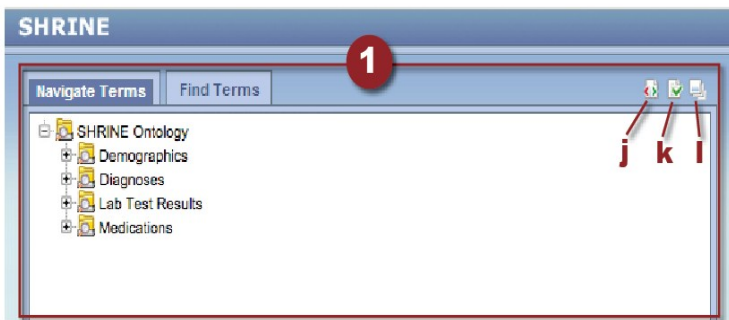 SHRINE
1
Navigate Terms Find Terms
j k l
SHRINE Ontology
Demographics
Diagnoses
Lab Test Results
Medications